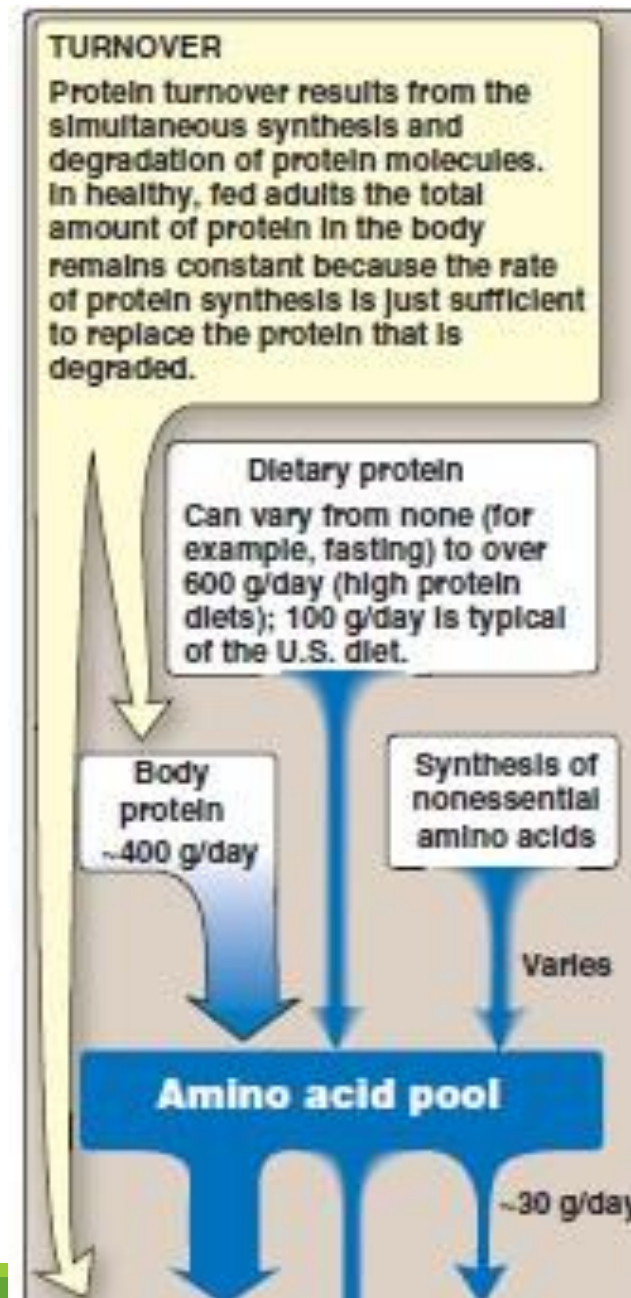 TURNOVER
Protein turnover results from the
simultaneous synthesis and
degradation of protein molecules.
In healthy, fed adults the total
amount of protein in the body
remains constant because the rate
of protein synthesis is just sufficient
to replace the protein that is
degraded.
Dietary protein
Can vary from none (for
example, fasting) to over
600 g/day (high protein
diets); 100 g/day is typical
of the U.S. diet.
Body
protein
~400 g/day
Synthesis of
nonessential
amino acids
Varies
Amino acid pool
~30 g/day